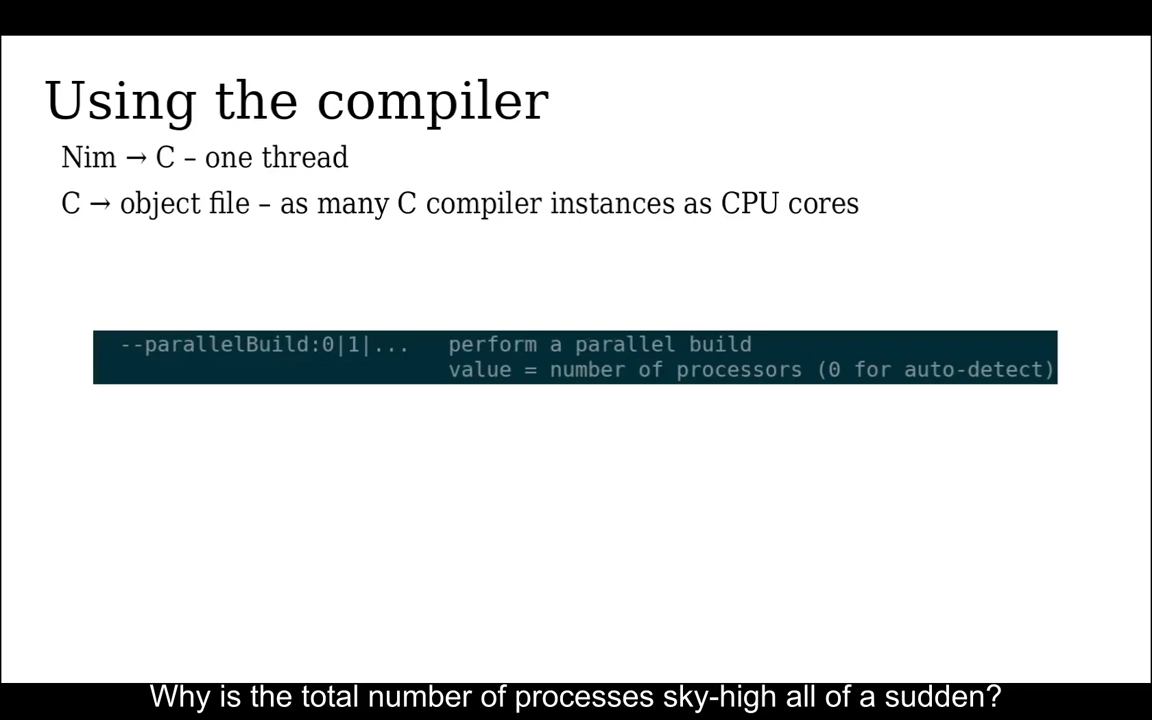 Using the compiler
Nim → C – one thread
C → object file – as many C compiler instances as CPU cores
--parallelBuild:0|1|... perform a parallel build
value = number of processors (0 for auto-detect)
Why is the total number of processes sky-high all of a sudden?